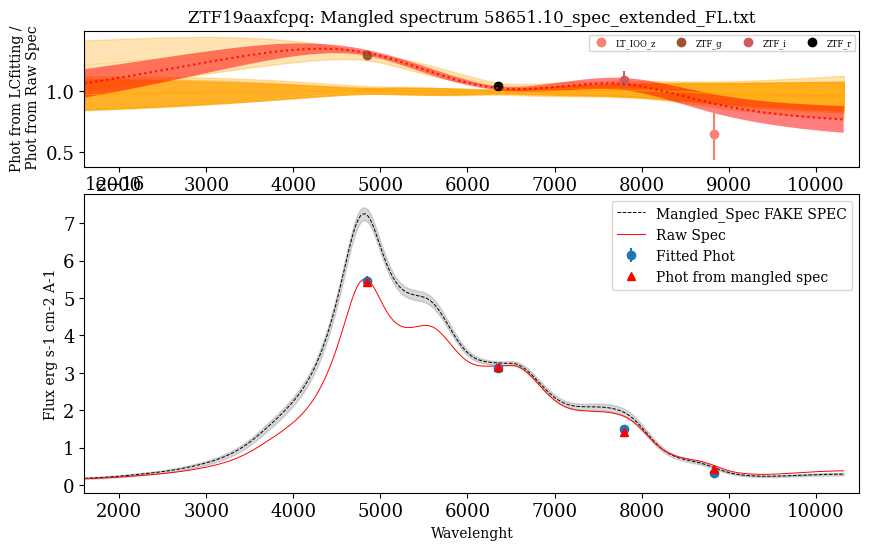 ZTF19aaxfcpq: Mangled spectrum 58651.10_spec_extended_FL.txt
Phot from LCfitting /
Phot from Raw Spec
1.0
0.5
LT_IOO_z
ZTF_g
ZTF_i
ZTF_r
2000 3000 4000 5000 6000 7000 8000 9000 10000
1e−16
Flux erg s-1 cm-2 A-1
7
6
5
4
3
2
1
0
Mangled_Spec FAKE SPEC
Raw Spec
Fitted Phot
Phot from mangled spec
2000 3000 4000 5000 6000 7000 8000 9000 10000
Wavelenght